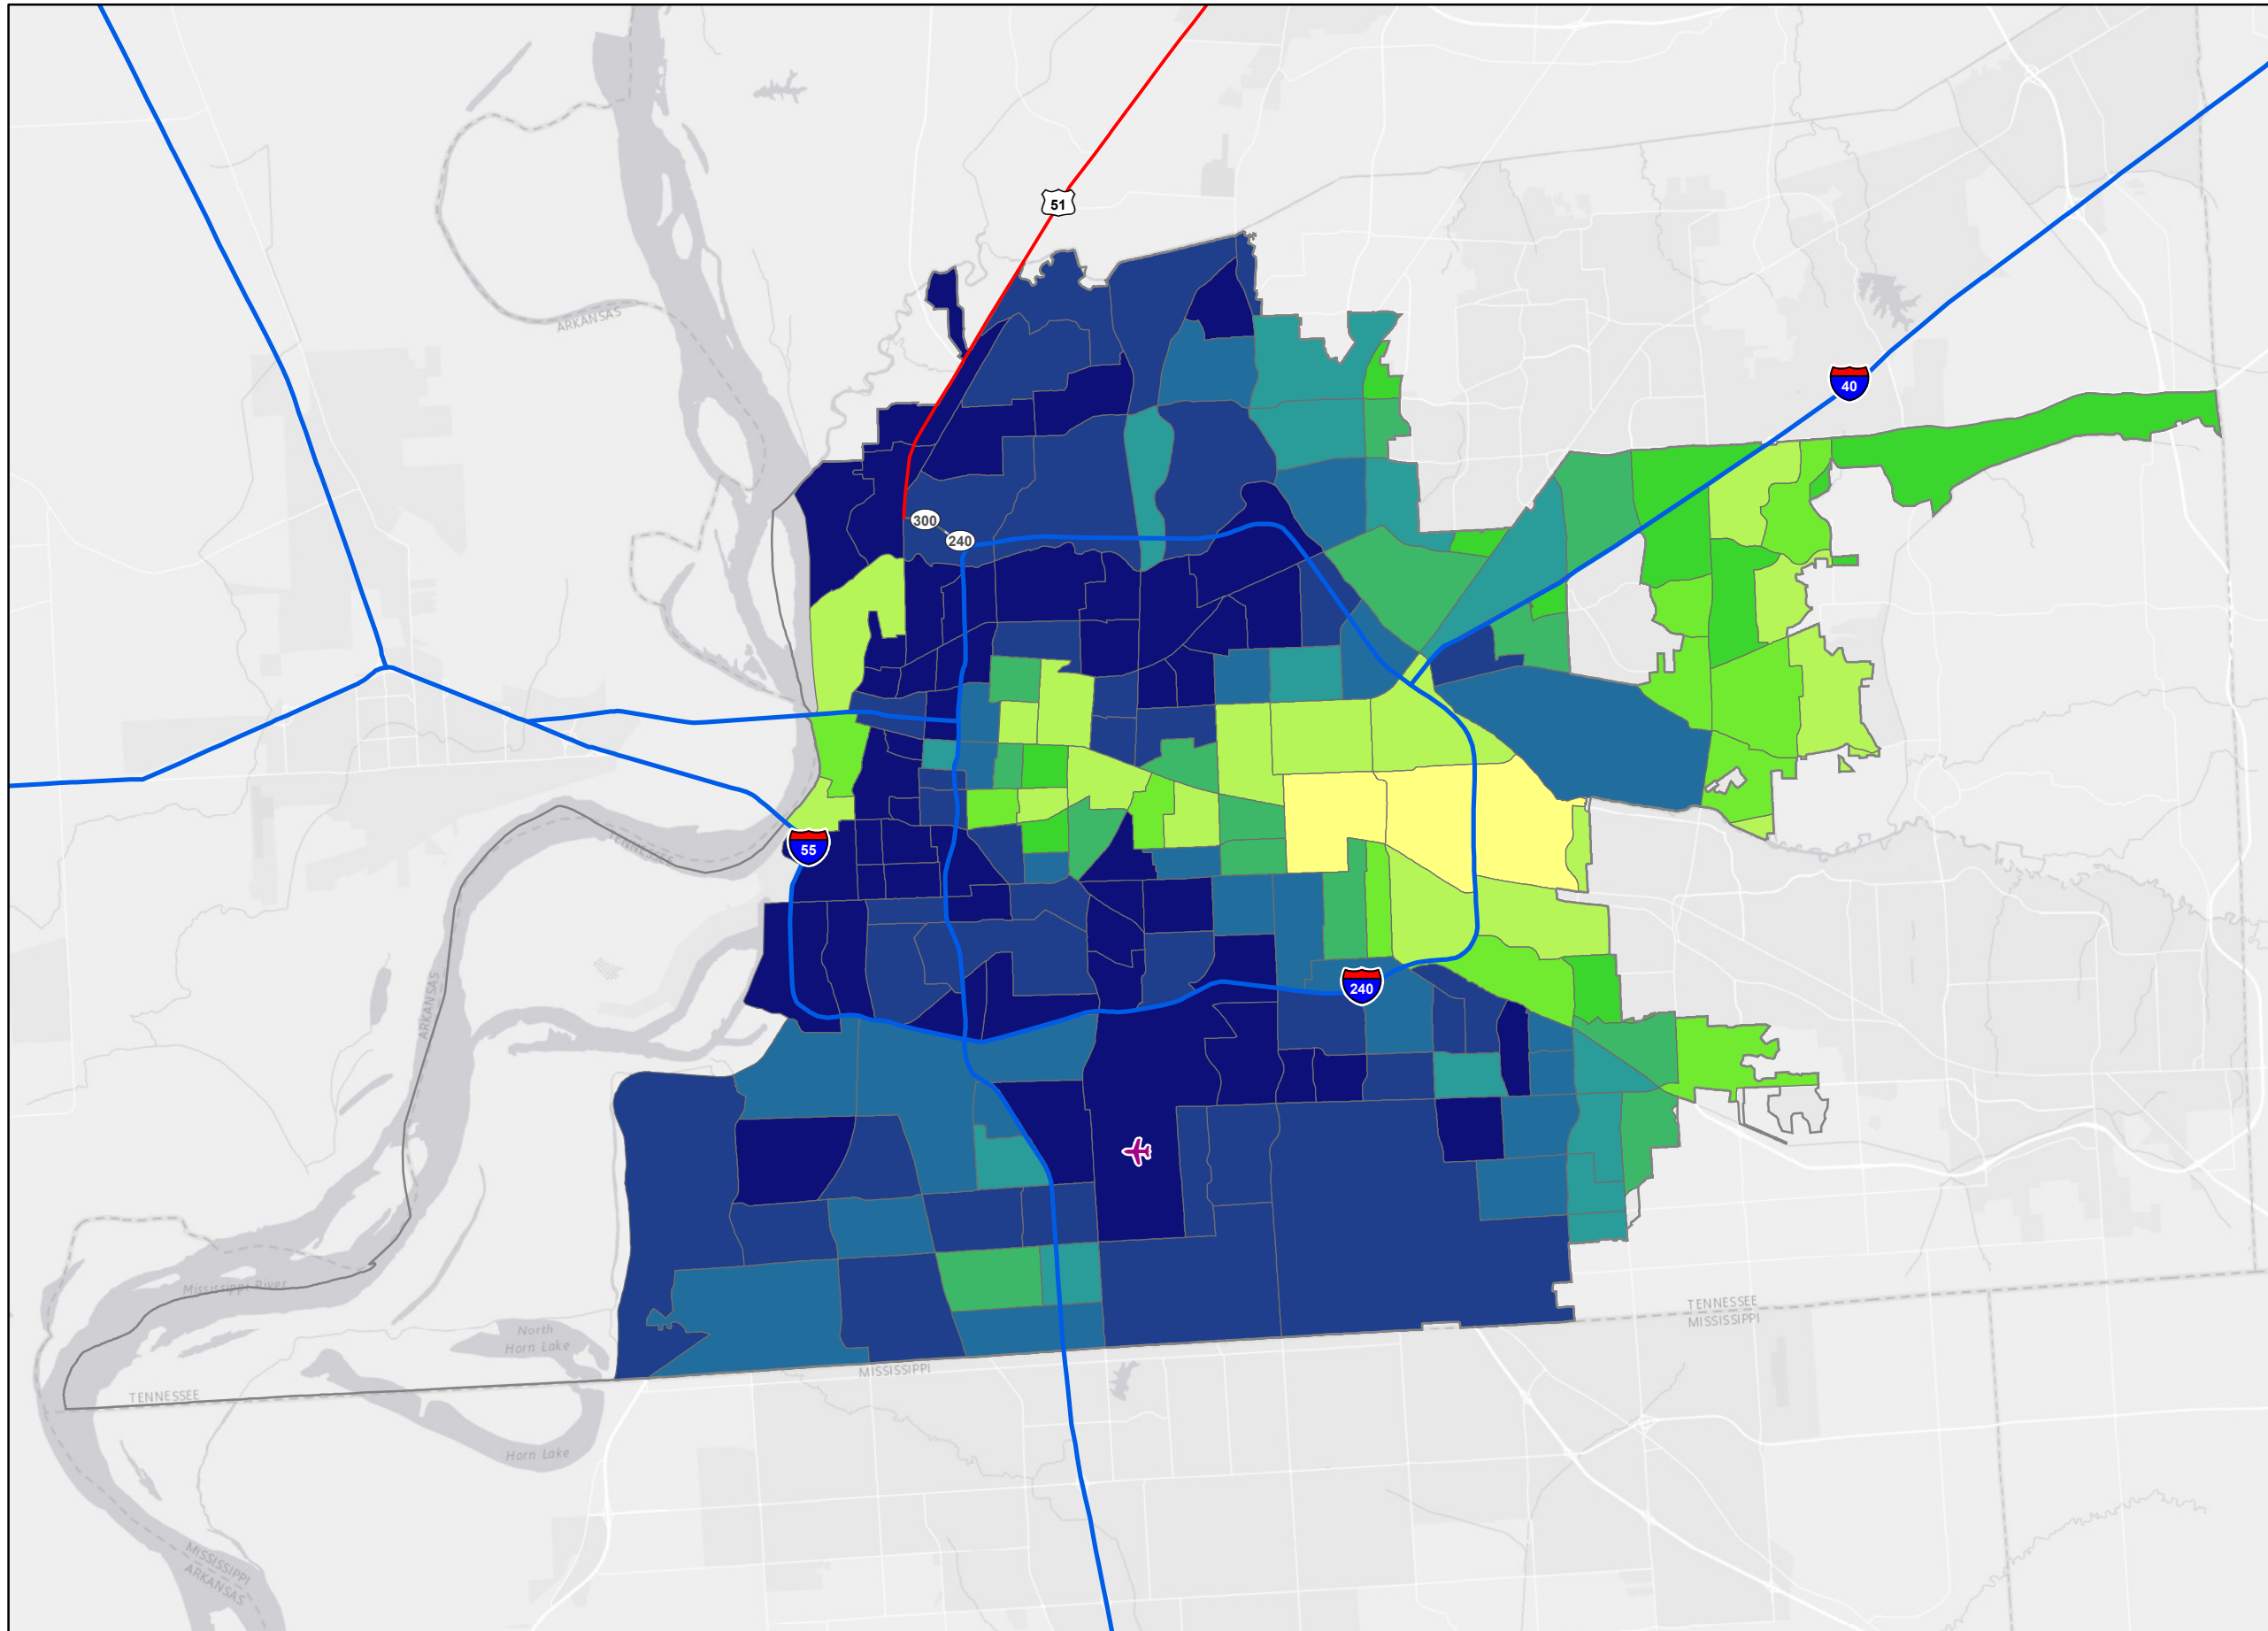 51
ARKANSAS
40
300
240
TENNESSEE
55
ARKANSAS
240
Mississippi River
TENNESSEE
MISSISSIPPI
North
Horn Lake
MISSISSIPPI
TENNESSEE
Horn Lake
MISSISSIPPI
ARKANSAS